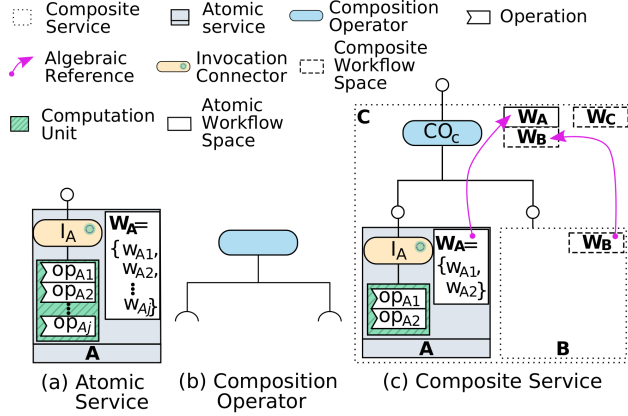 Composite Service
Atomic service
Composition Operator
Operation
Algebraic Reference
Invocation Connector
Composite Workflow Space
Computation Unit
Atomic Workflow Space
I_A
W_A=
{w_A1,
w_A2,
⋮
w_Aj}
op_A1
op_A2
⋮
op_Aj
A
(a) Atomic Service
(b) Composition Operator
C
CO_C
W_A
W_B
W_C
I_A
W_A=
{w_A1,
w_A2}
op_A1
op_A2
A
W_B
B
(c) Composite Service